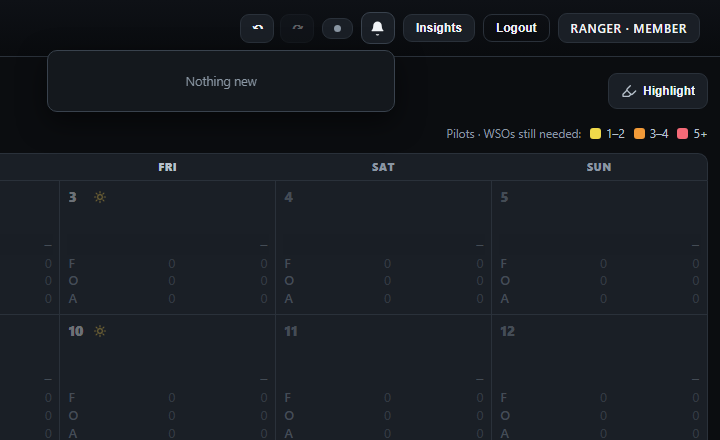 Insights Logout RANGER · MEMBER
Nothing new
Highlight
Pilots · WSOs still needed: 1–2 3–4 5+
FRI SAT SUN
3 4 5
– – –
0 F 0 0 F 0 0 F 0 0
0 O 0 0 O 0 0 O 0 0
0 A 0 0 A 0 0 A 0 0
10 11 12
– – –
0 F 0 0 F 0 0 F 0 0
0 O 0 0 O 0 0 O 0 0
0 A 0 0 A 0 0 A 0 0